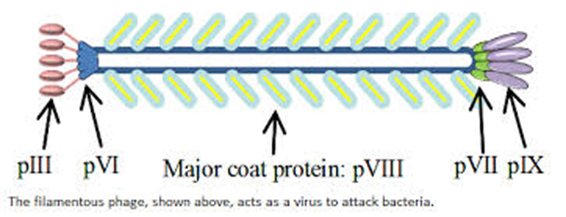 pIII pVI Major coat protein: pVIII pVII pIX
The filamentous phage, shown above, acts as a virus to attack bacteria.